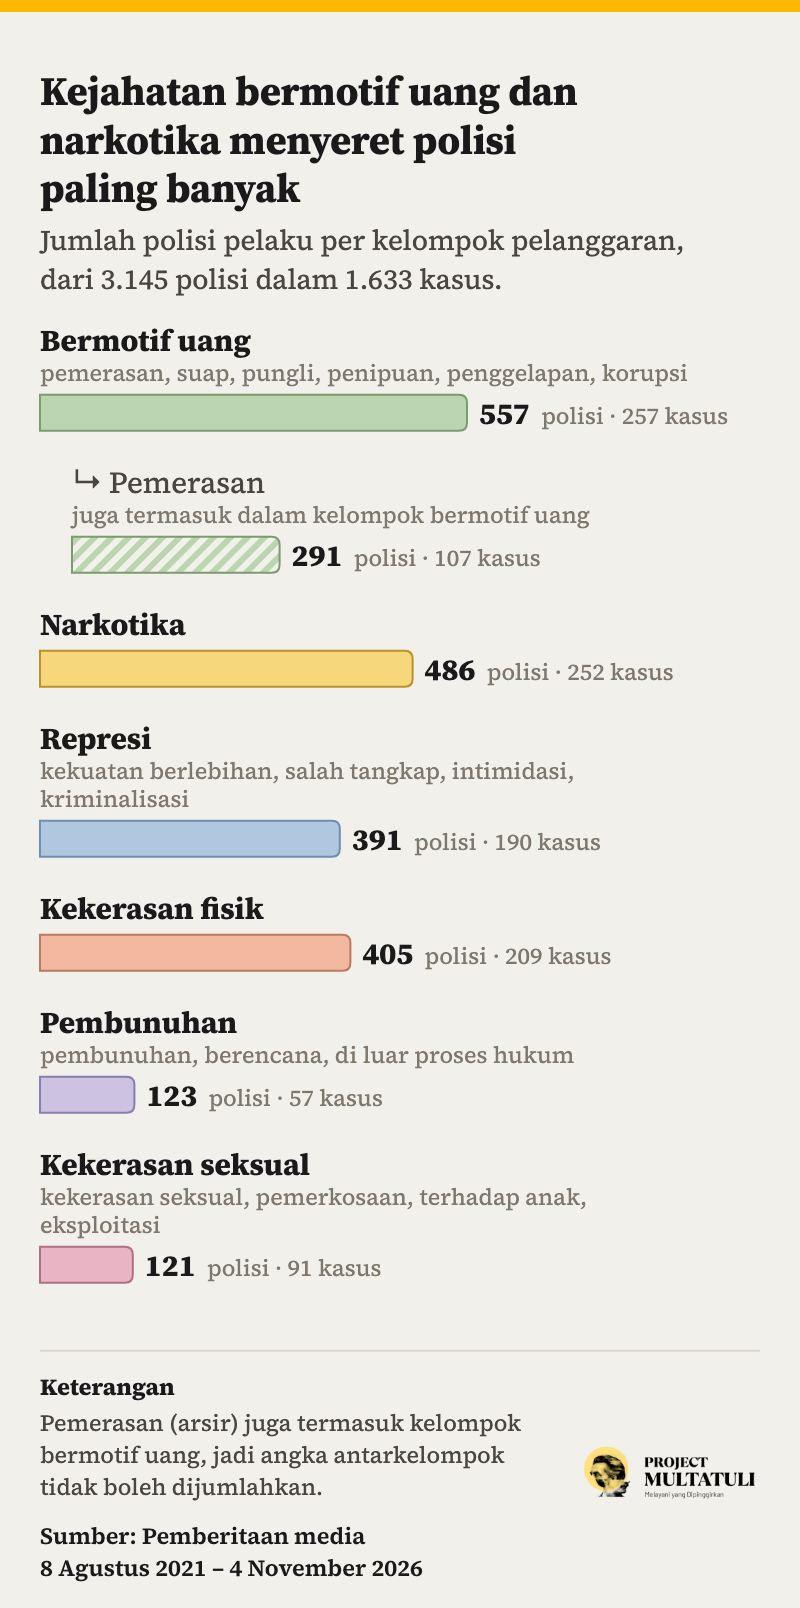 Kejahatan bermotif uang dan
narkotika menyeret polisi
paling banyak
Jumlah polisi pelaku per kelompok pelanggaran,
dari 3.145 polisi dalam 1.633 kasus.
Bermotif uang
pemerasan, suap, pungli, penipuan, penggelapan, korupsi
557 polisi · 257 kasus
↳ Pemerasan
juga termasuk dalam kelompok bermotif uang
291 polisi · 107 kasus
Narkotika
486 polisi · 252 kasus
Represi
kekuatan berlebihan, salah tangkap, intimidasi,
kriminalisasi
391 polisi · 190 kasus
Kekerasan fisik
405 polisi · 209 kasus
Pembunuhan
pembunuhan, berencana, di luar proses hukum
123 polisi · 57 kasus
Kekerasan seksual
kekerasan seksual, pemerkosaan, terhadap anak,
eksploitasi
121 polisi · 91 kasus
Keterangan
Pemerasan (arsir) juga termasuk kelompok
bermotif uang, jadi angka antarkelompok
tidak boleh dijumlahkan.
PROJECT
MULTATULI
Melayani yang Dipinggirkan
Sumber: Pemberitaan media
8 Agustus 2021 – 4 November 2026